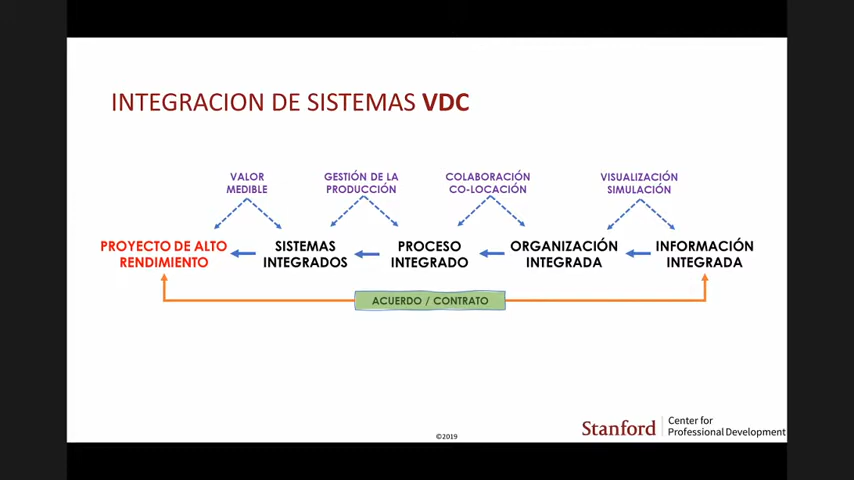 INTEGRACION DE SISTEMAS VDC
VALOR
MEDIBLE
GESTIÓN DE LA
PRODUCCIÓN
COLABORACIÓN
CO-LOCACIÓN
VISUALIZACIÓN
SIMULACIÓN
PROYECTO DE ALTO
RENDIMIENTO
SISTEMAS
INTEGRADOS
PROCESO
INTEGRADO
ORGANIZACIÓN
INTEGRADA
INFORMACIÓN
INTEGRADA
ACUERDO / CONTRATO
©2019
Stanford
Center for
Professional Development